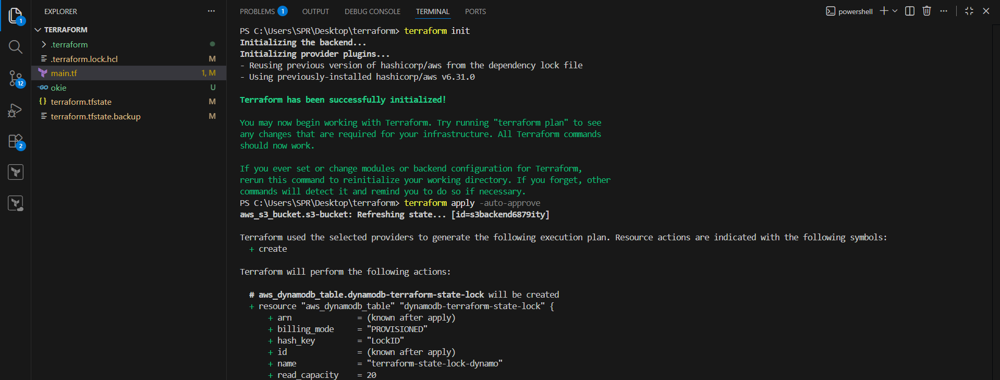 EXPLORER
TERRAFORM
.terraform
.terraform.lock.hcl M
main.tf 1, M
okie U
terraform.tfstate M
terraform.tfstate.backup M
1
12
2
PROBLEMS 1 OUTPUT DEBUG CONSOLE TERMINAL PORTS
powershell
PS C:\Users\SPR\Desktop\terraform> terraform init
Initializing the backend...
Initializing provider plugins...
- Reusing previous version of hashicorp/aws from the dependency lock file
- Using previously-installed hashicorp/aws v6.31.0
Terraform has been successfully initialized!
You may now begin working with Terraform. Try running "terraform plan" to see
any changes that are required for your infrastructure. All Terraform commands
should now work.
If you ever set or change modules or backend configuration for Terraform,
rerun this command to reinitialize your working directory. If you forget, other
commands will detect it and remind you to do so if necessary.
PS C:\Users\SPR\Desktop\terraform> terraform apply -auto-approve
aws_s3_bucket.s3-bucket: Refreshing state... [id=s3backend6879ity]
Terraform used the selected providers to generate the following execution plan. Resource actions are indicated with the following symbols:
+ create
Terraform will perform the following actions:
# aws_dynamodb_table.dynamodb-terraform-state-lock will be created
+ resource "aws_dynamodb_table" "dynamodb-terraform-state-lock" {
+ arn = (known after apply)
+ billing_mode = "PROVISIONED"
+ hash_key = "LockID"
+ id = (known after apply)
+ name = "terraform-state-lock-dynamo"
+ read_capacity = 20